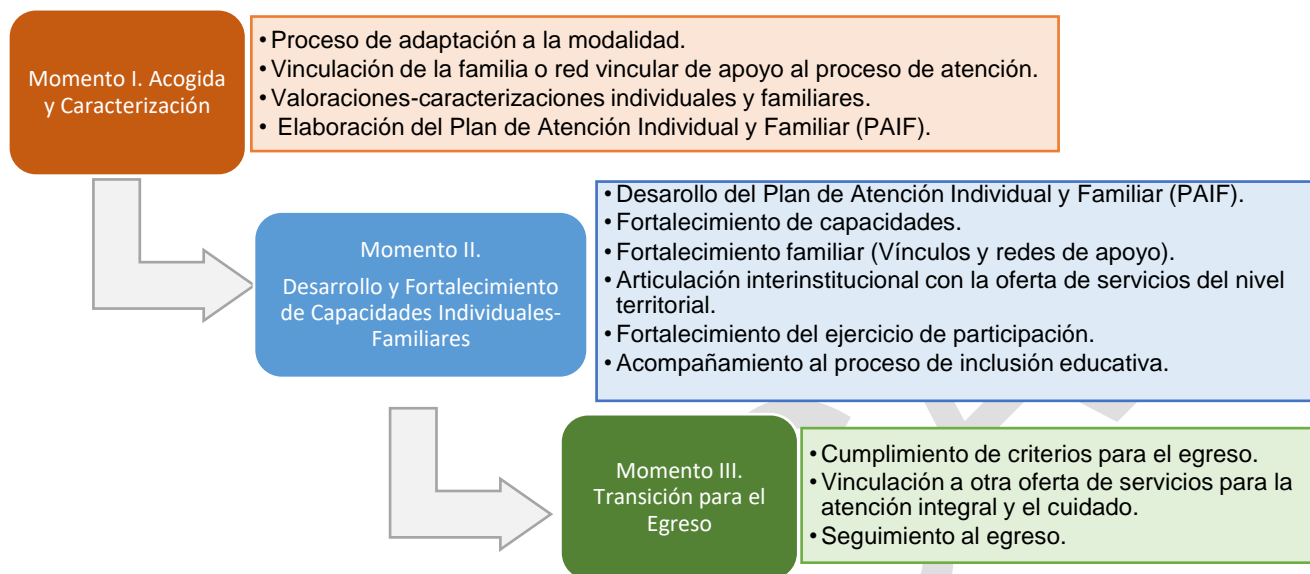 Momento I. Acogida
y Caracterización
• Proceso de adaptación a la modalidad.
• Vinculación de la familia o red vincular de apoyo al proceso de atención.
• Valoraciones-caracterizaciones individuales y familiares.
• Elaboración del Plan de Atención Individual y Familiar (PAIF).
Momento II.
Desarrollo y Fortalecimiento
de Capacidades Individuales-
Familiares
• Desarollo del Plan de Atención Individual y Familiar (PAIF).
• Fortalecimiento de capacidades.
• Fortalecimiento familiar (Vínculos y redes de apoyo).
• Articulación interinstitucional con la oferta de servicios del nivel
territorial.
• Fortalecimiento del ejercicio de participación.
• Acompañamiento al proceso de inclusión educativa.
Momento III.
Transición para el
Egreso
• Cumplimiento de criterios para el egreso.
• Vinculación a otra oferta de servicios para la
atención integral y el cuidado.
• Seguimiento al egreso.